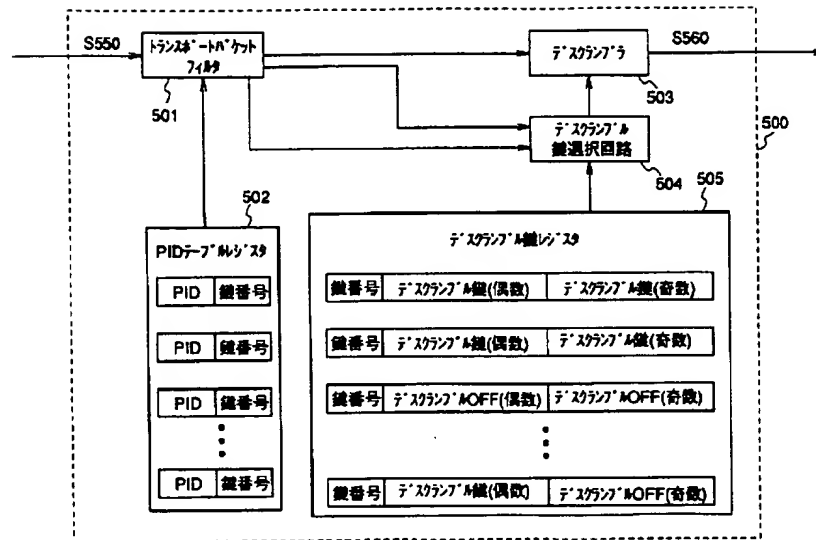 S550
トランスポートパケット
フィルタ
501
デスクランブラ
503
S560
デスクランブル
鍵選択回路
504
500
502
PIDテーブルレジスタ
PID 鍵番号
PID 鍵番号
PID 鍵番号
PID 鍵番号
505
デスクランブル鍵レジスタ
鍵番号 デスクランブル鍵(偶数) デスクランブル鍵(奇数)
鍵番号 デスクランブル鍵(偶数) デスクランブル鍵(奇数)
鍵番号 デスクランブルOFF(偶数) デスクランブルOFF(奇数)
鍵番号 デスクランブル鍵(偶数) デスクランブルOFF(奇数)